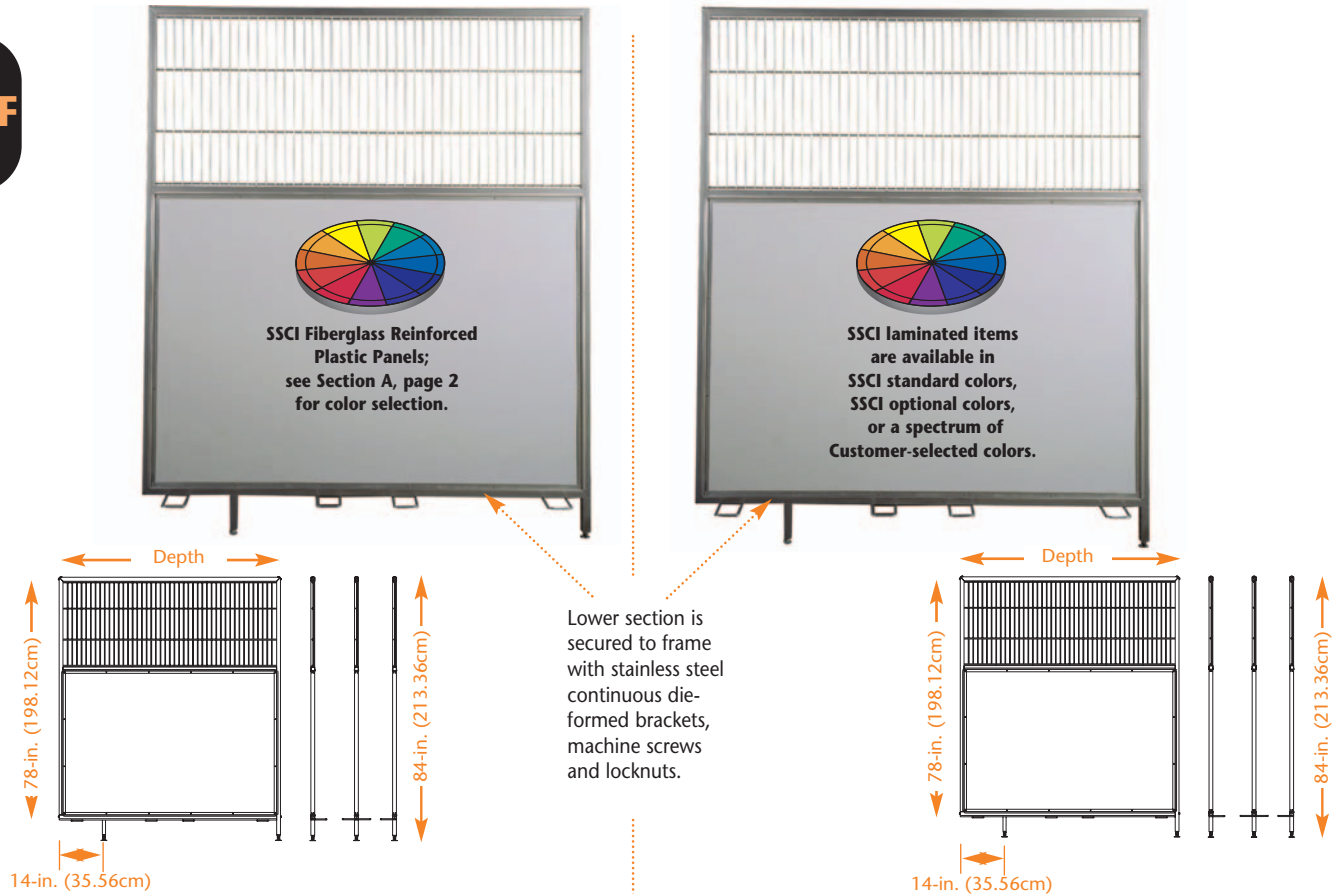 F
SSCI Fiberglass Reinforced
Plastic Panels;
see Section A, page 2
for color selection.
SSCI laminated items
are available in
SSCI standard colors,
SSCI optional colors,
or a spectrum of
Customer-selected colors.
Depth
78-in. (198.12cm)
84-in. (213.36cm)
14-in. (35.56cm)
Lower section is
secured to frame
with stainless steel
continuous die-
formed brackets,
machine screws
and locknuts.
Depth
78-in. (198.12cm)
84-in. (213.36cm)
14-in. (35.56cm)